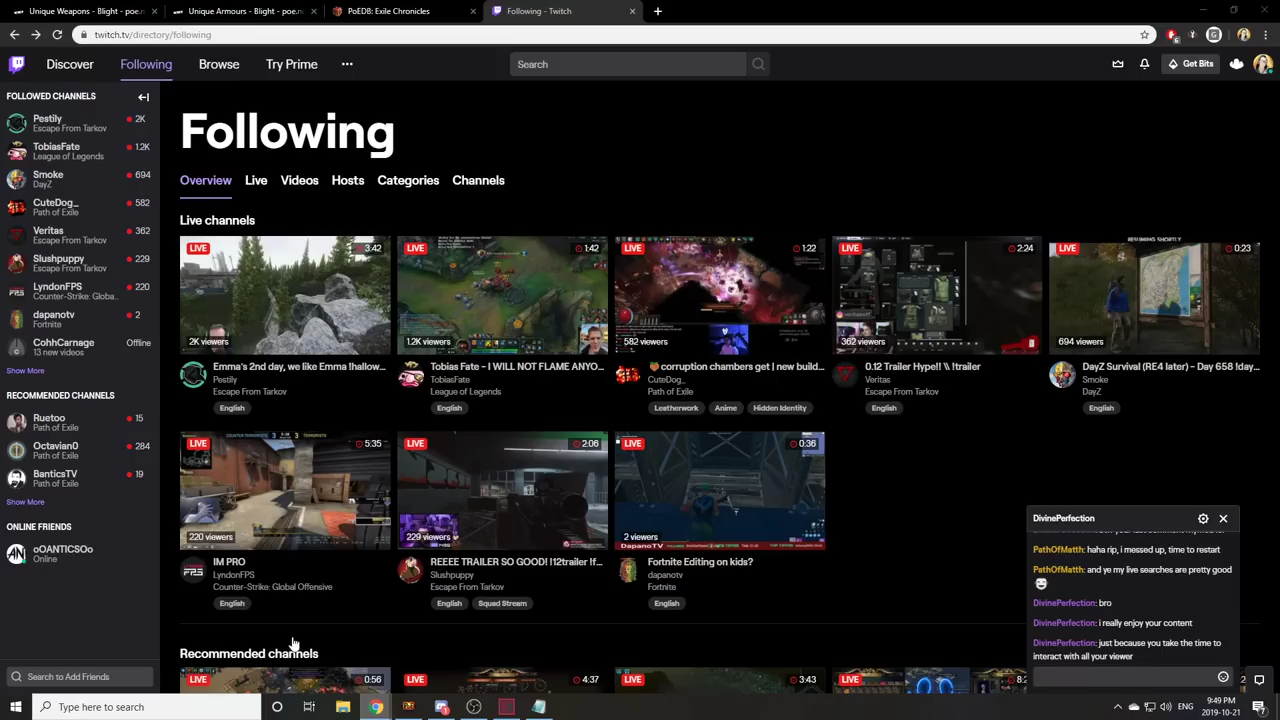 Unique Weapons - Blight - poe.n
Unique Armours - Blight - poe.ni
PoEDB: Exile Chronicles
Following - Twitch
twitch.tv/directory/following
Discover Following Browse Try Prime ••• Search Get Bits
FOLLOWED CHANNELS
Pestily 2K
Escape From Tarkov
TobiasFate 1.2K
League of Legends
Smoke 694
DayZ
CuteDog_ 582
Path of Exile
Veritas 362
Escape From Tarkov
Slushpuppy 229
Escape From Tarkov
LyndonFPS 220
Counter-Strike: Globa..
dapanotv 2
Fortnite
CohhCarnage Offline
13 new videos
Show More
RECOMMENDED CHANNELS
Ruetoo 15
Path of Exile
Octavian0 284
Path of Exile
BanticsTV 19
Path of Exile
Show More
ONLINE FRIENDS
oOANTICSOo
Online
Search to Add Friends
Following
Overview Live Videos Hosts Categories Channels
Live channels
LIVE 3:42
2K viewers
Emma's 2nd day, we like Emma !hallow...
Pestily
Escape From Tarkov
English
LIVE 1:42
1.2K viewers
Tobias Fate - I WILL NOT FLAME ANYO...
TobiasFate
League of Legends
English
LIVE 1:22
582 viewers
corruption chambers get | new build...
CuteDog_
Path of Exile
Leatherwork Anime Hidden Identity
LIVE 2:24
362 viewers
0.12 Trailer Hype!! \\ !trailer
Veritas
Escape From Tarkov
English
RESUMING SHORTLY
LIVE 0:23
694 viewers
DayZ Survival (RE4 later) - Day 658 !day...
Smoke
DayZ
English
LIVE 5:35
220 viewers
IM PRO
LyndonFPS
Counter-Strike: Global Offensive
English
LIVE 2:06
229 viewers
REEEE TRAILER SO GOOD! !12trailer !f...
Slushpuppy
Escape From Tarkov
English Squad Stream
LIVE 0:36
2 viewers
Fortnite Editing on kids?
dapanotv
Fortnite
English
Recommended channels
LIVE 0:56
LIVE 4:37
LIVE 3:43
LIVE 8:2
DivinePerfection
PathOfMatth: haha rip, i messed up, time to restart
PathOfMatth: and ye my live searches are pretty good
DivinePerfection: bro
DivinePerfection: i really enjoy your content
DivinePerfection: just because you take the time to
interact with all your viewer
Type here to search
ENG
9:49 PM
2019-10-21